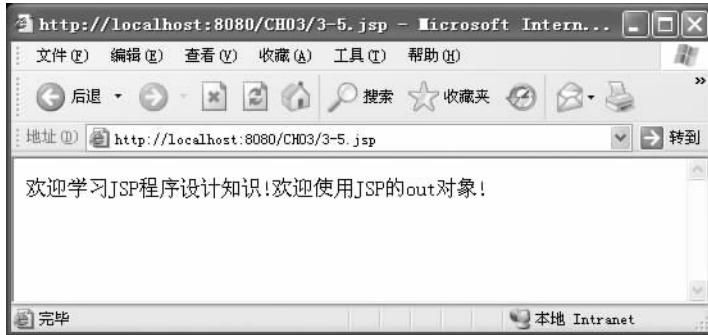 http://localhost:8080/CH03/3-5.jsp - Microsoft Intern...
文件(F) 编辑(E) 查看(V) 收藏(A) 工具(T) 帮助(H)
后退 搜索 收藏夹 »
地址(D) http://localhost:8080/CH03/3-5.jsp 转到
欢迎学习JSP程序设计知识!欢迎使用JSP的out对象!
完毕 本地 Intranet